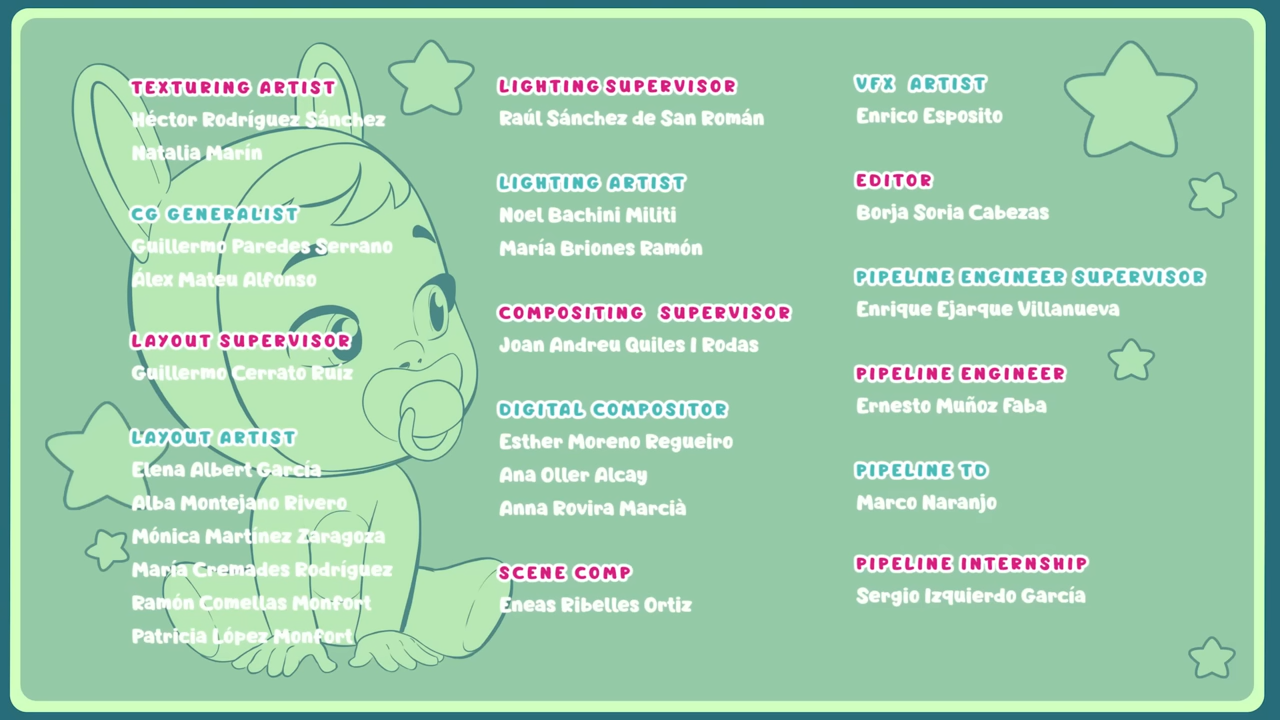 TEXTURING ARTIST
Héctor Rodríguez Sánchez
Natalia Marín
CG GENERALIST
Guillermo Paredes Serrano
Álex Mateu Alfonso
LAYOUT SUPERVISOR
Guillermo Cerrato Ruiz
LAYOUT ARTIST
Elena Albert García
Alba Montejano Rivero
Mónica Martínez Zaragoza
María Cremades Rodríguez
Ramón Comellas Monfort
Patricia López Monfort
LIGHTING SUPERVISOR
Raúl Sánchez de San Román
LIGHTING ARTIST
Noel Bachini Militi
María Briones Ramón
COMPOSITING SUPERVISOR
Joan Andreu Quiles I Rodas
DIGITAL COMPOSITOR
Esther Moreno Regueiro
Ana Oller Alcay
Anna Rovira Marcià
SCENE COMP
Eneas Ribelles Ortiz
VFX ARTIST
Enrico Esposito
EDITOR
Borja Soria Cabezas
PIPELINE ENGINEER SUPERVISOR
Enrique Ejarque Villanueva
PIPELINE ENGINEER
Ernesto Muñoz Faba
PIPELINE TD
Marco Naranjo
PIPELINE INTERNSHIP
Sergio Izquierdo García